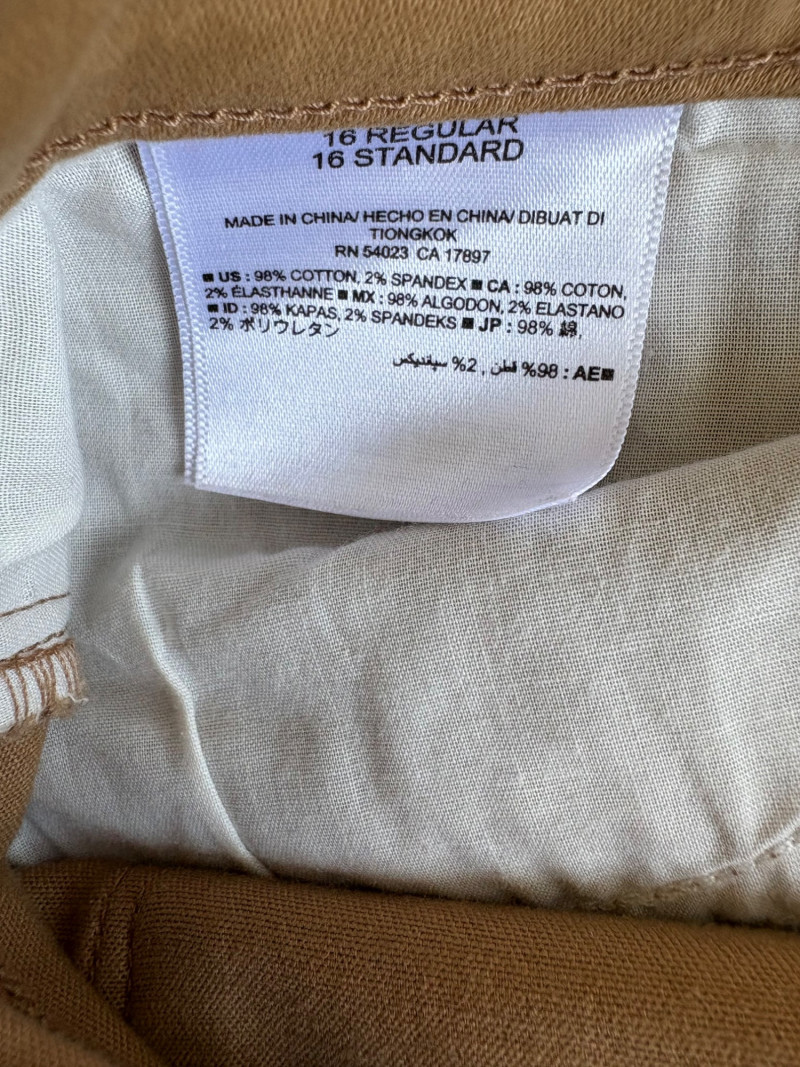 16 REGULAR
16 STANDARD
MADE IN CHINA/ HECHO EN CHINA/ DIBUAT DI
TIONGKOK
RN 54023 CA 17897
■ US : 98% COTTON, 2% SPANDEX ■ CA : 98% COTON,
2% ÉLASTHANNE ■ MX : 98% ALGODON, 2% ELASTANO
■ ID : 98% KAPAS, 2% SPANDEKS ■ JP : 98% 綿,
2% ポリウレタン
■AE : 98% قطن , 2% سبانديكس